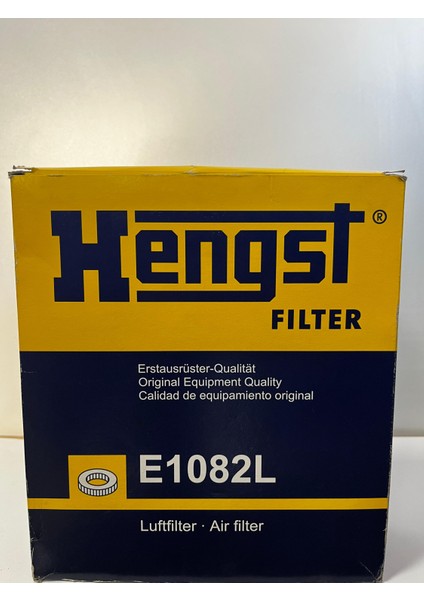 Hengst®
FILTER
Erstausrüster-Qualität
Original Equipment Quality
Calidad de equipamiento original
E1082L
Luftfilter · Air filter